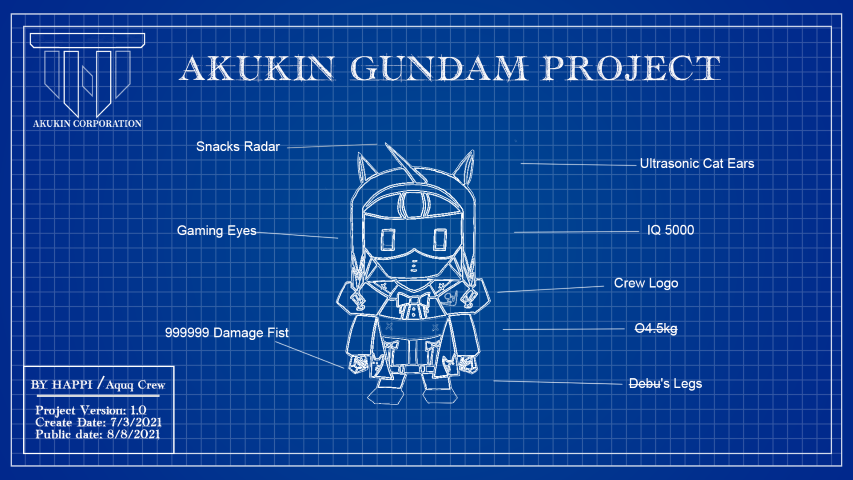 AKUKIN GUNDAM PROJECT
AKUKIN CORPORATION
Snacks Radar
Ultrasonic Cat Ears
Gaming Eyes
IQ 5000
Crew Logo
999999 Damage Fist
O4.5kg
Debu's Legs
BY HAPPI / Aquq Crew
Project Version: 1.0
Create Date: 7/3/2021
Public date: 8/8/2021